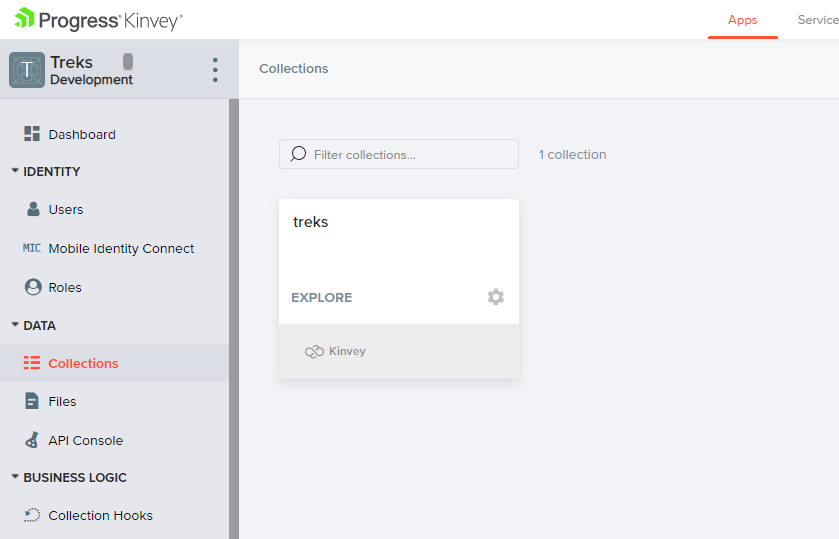 Progress® Kinvey®
Apps
Service
T
Treks
Development
Collections
Dashboard
IDENTITY
Users
MIC Mobile Identity Connect
Roles
DATA
Collections
Files
API Console
BUSINESS LOGIC
Collection Hooks
Filter collections...
1 collection
treks
EXPLORE
Kinvey